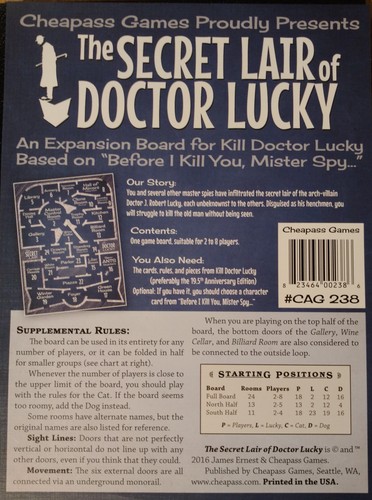 Cheapass Games Proudly Presents
The SECRET LAIR of
DOCTOR LUCKY
An Expansion Board for Kill Doctor Lucky
Based on "Before I Kill You, Mister Spy..."
Our Story:
You and several other master spies have infiltrated the secret lair of the arch-villain
Doctor J. Robert Lucky, each unbeknownst to the others. Disguised as his henchmen, you
will struggle to kill the old man without being seen.
Contents:
One game board, suitable for 2 to 8 players.
You Also Need:
The cards, rules, and pieces from Kill Doctor Lucky
(preferably the 19.5th Anniversary Edition)
Optional: If you have it, you should choose a character
card from "Before I Kill You, Mister Spy..."
Cheapass Games
8 23464 00238 6
#CAG 238
SUPPLEMENTAL RULES:
The board can be used in its entirety for any
number of players, or it can be folded in half
for smaller groups (see chart at right).
Whenever the number of players is close to
the upper limit of the board, you should play
with the rules for the Cat. If the board seems
too roomy, add the Dog instead.
Some rooms have alternate names, but the
original names are also listed for reference.
Sight Lines: Doors that are not perfectly
vertical or horizontal do not line up with any
other doors, even if you think that they could.
Movement: The six external doors are all
connected via an underground monorail.
When you are playing on the top half of the
board, the bottom doors of the Gallery, Wine
Cellar, and Billiard Room are also considered to
be connected to the outside loop.
STARTING POSITIONS
Board Rooms Players P L C D
Full Board 24 2-8 18 2 12 16
North Half 13 2-5 13 2 12 4
South Half 11 2-4 18 23 19 16
P = Players, L = Lucky, C = Cat, D = Dog
The Secret Lair of Doctor Lucky is © and ™
2016 James Ernest & Cheapass Games.
Published by Cheapass Games, Seattle, WA,
www.cheapass.com. Printed in the USA.